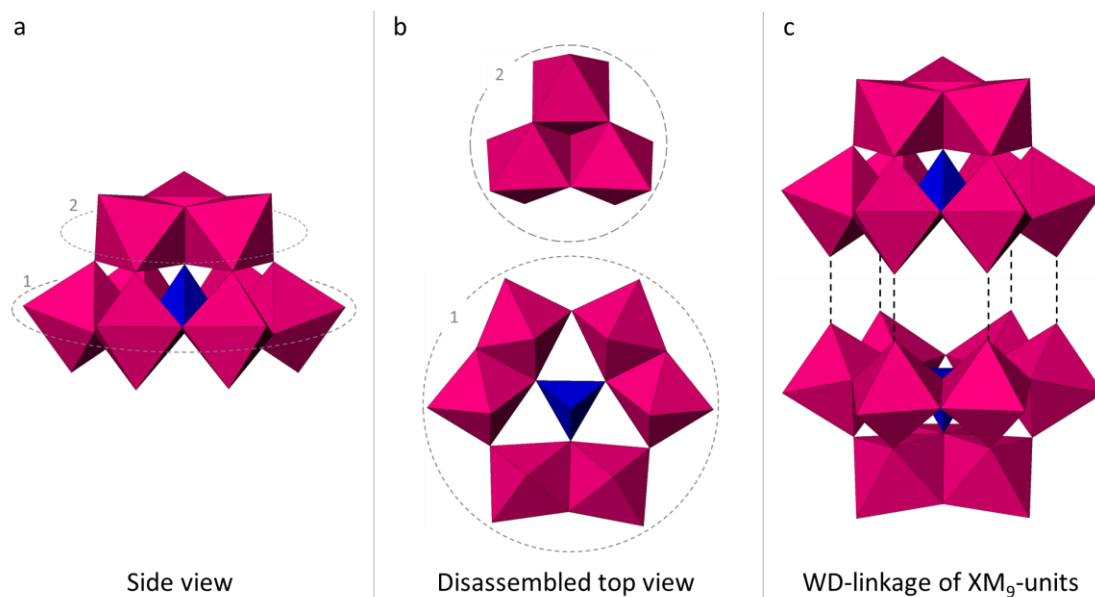 a
2
1
Side view
b
2
1
Disassembled top view
c
WD-linkage of XM₉-units